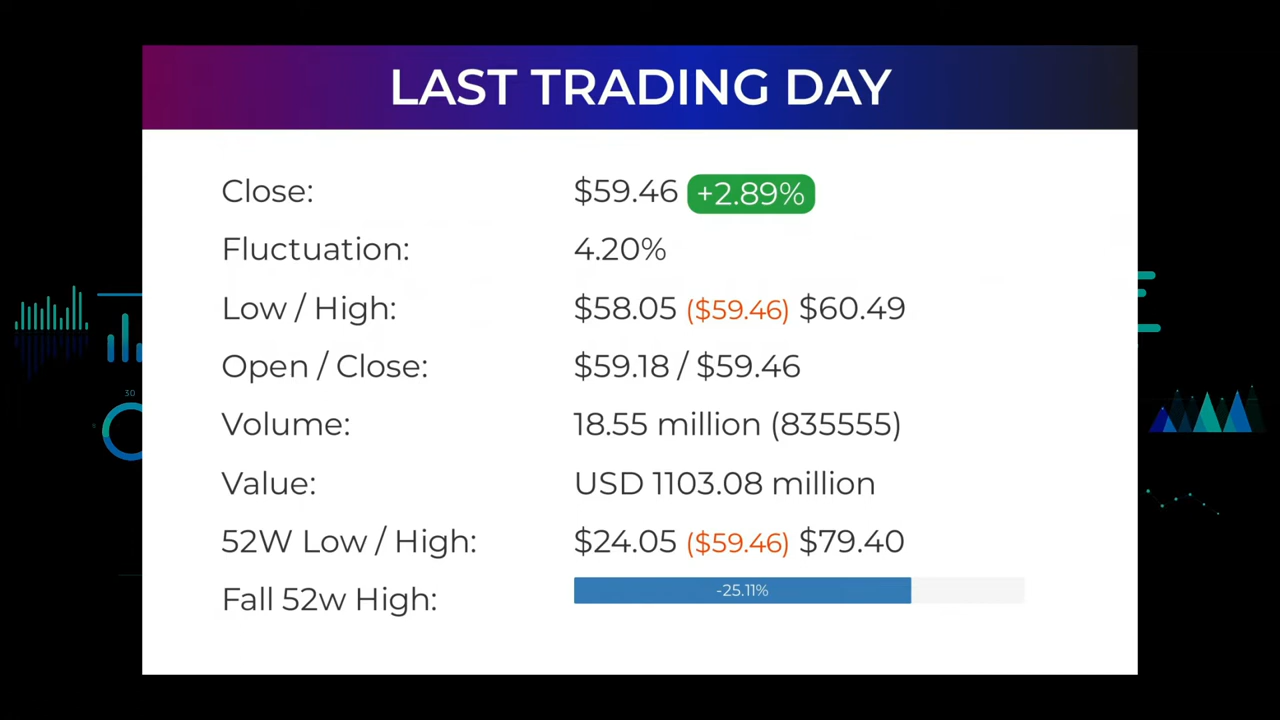 LAST TRADING DAY
Close: $59.46 +2.89%
Fluctuation: 4.20%
Low / High: $58.05 ($59.46) $60.49
Open / Close: $59.18 / $59.46
Volume: 18.55 million (835555)
Value: USD 1103.08 million
52W Low / High: $24.05 ($59.46) $79.40
Fall 52w High: -25.11%
30